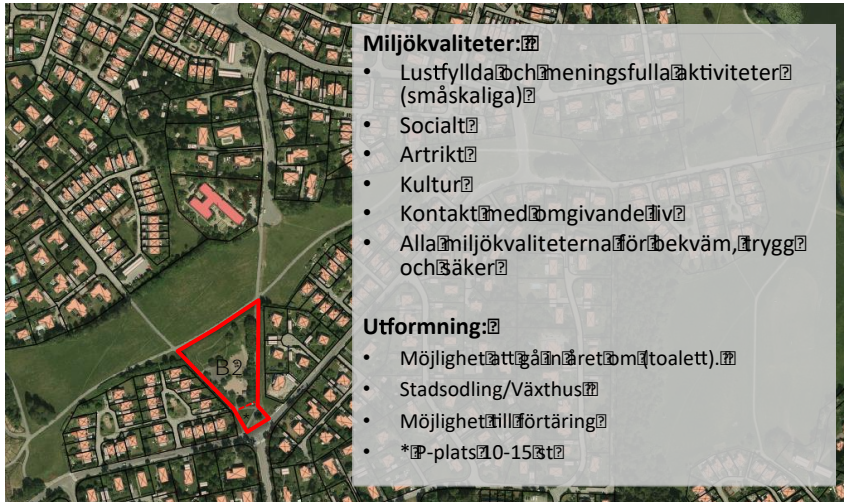 Miljökvaliteter:
• Lustfyllda och meningsfulla aktiviteter
(småskaliga)
• Socialt
• Artrikt
• Kultur
• Kontakt med omgivande liv
• Alla miljökvaliteterna för bekväm, trygg
och säker
Utformning:
• Möjlighet att gå in året om (toalett).
• Stadsodling/Växthus
• Möjlighet till förtäring
• * P-plats 10-15 st
B2
*